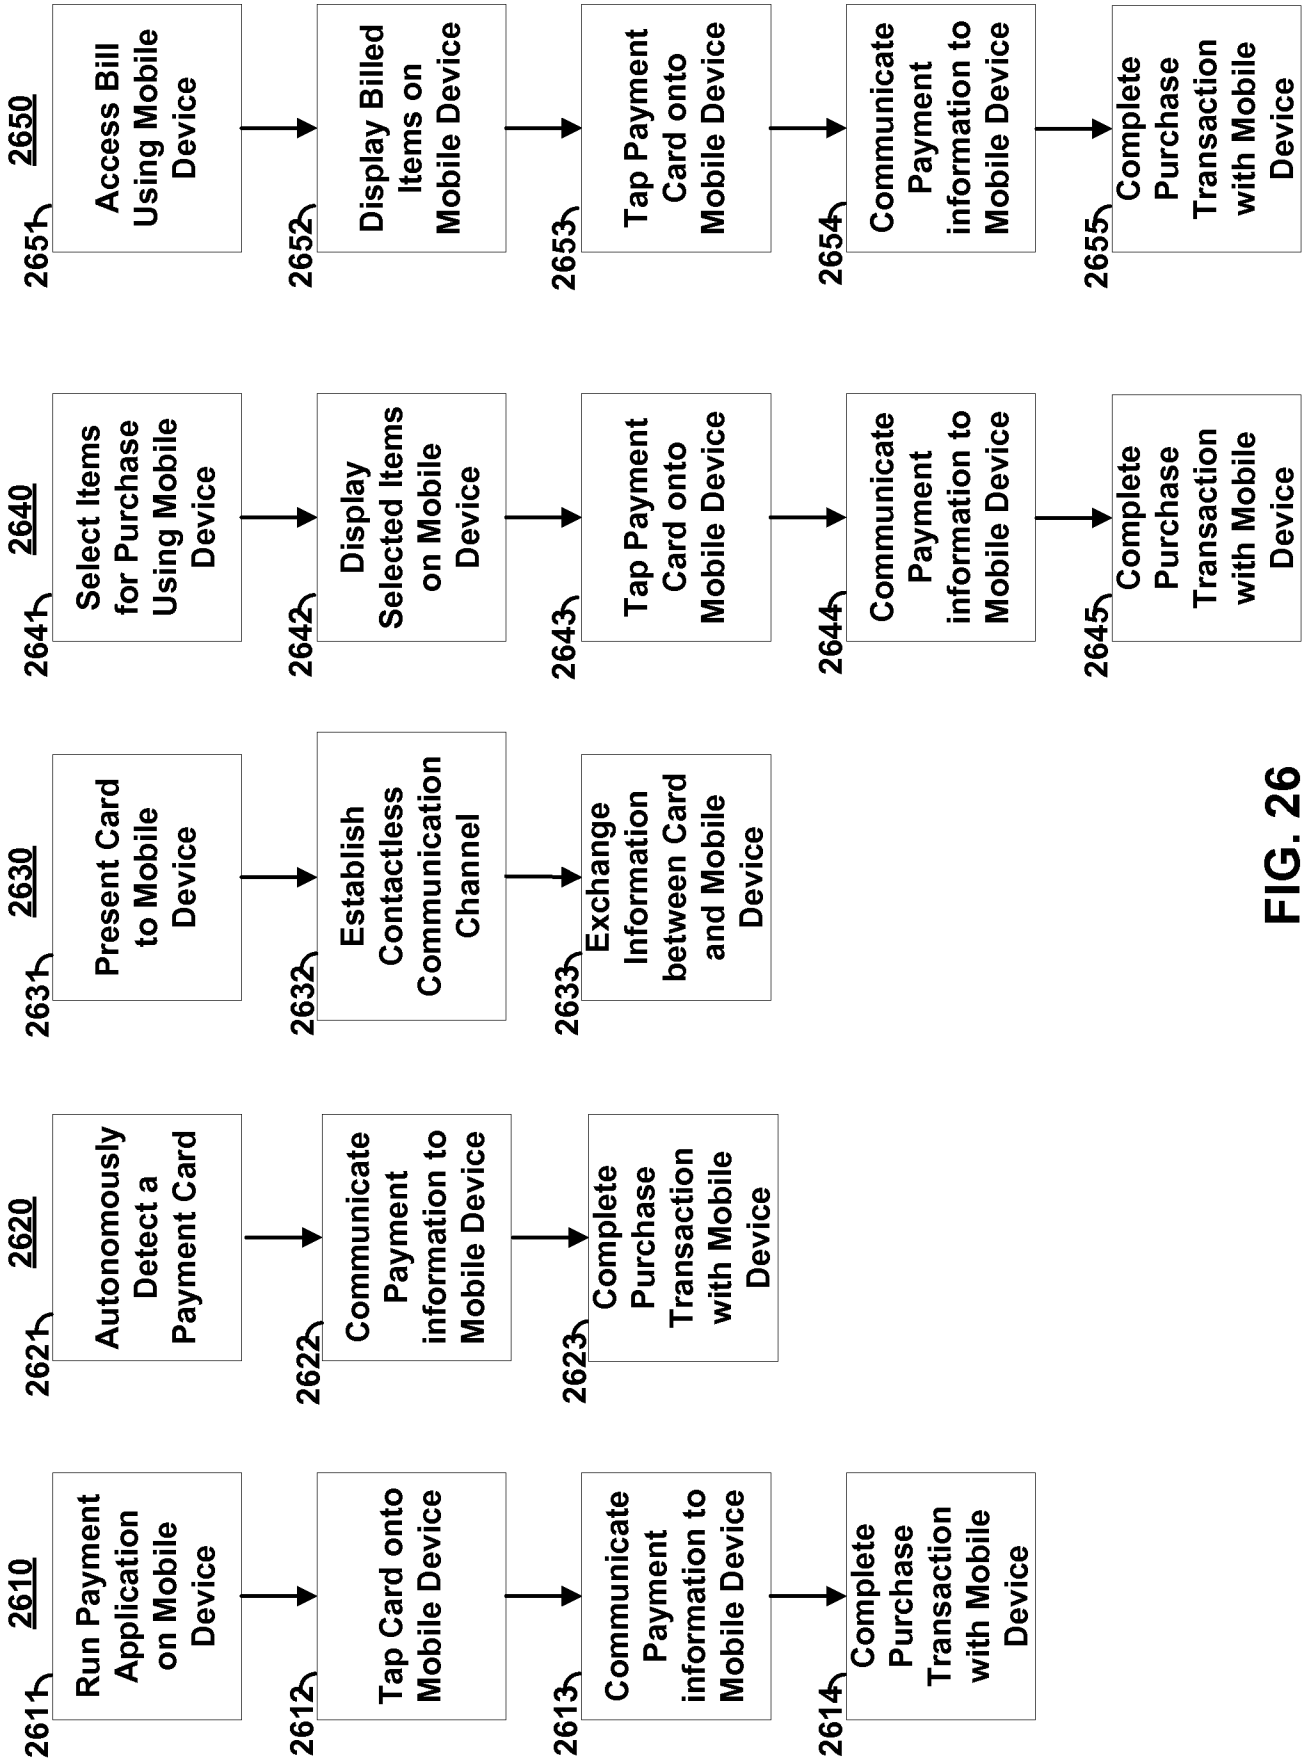 2610
2611
Run Payment
Application
on Mobile
Device
2612
Tap Card onto
Mobile Device
2613
Communicate
Payment
information to
Mobile Device
2614
Complete
Purchase
Transaction
with Mobile
Device
2620
2621
Autonomously
Detect a
Payment Card
2622
Communicate
Payment
information to
Mobile Device
2623
Complete
Purchase
Transaction
with Mobile
Device
2630
2631
Present Card
to Mobile
Device
2632
Establish
Contactless
Communication
Channel
2633
Exchange
Information
between Card
and Mobile
Device
2640
2641
Select Items
for Purchase
Using Mobile
Device
2642
Display
Selected Items
on Mobile
Device
2643
Tap Payment
Card onto
Mobile Device
2644
Communicate
Payment
information to
Mobile Device
2645
Complete
Purchase
Transaction
with Mobile
Device
2650
2651
Access Bill
Using Mobile
Device
2652
Display Billed
Items on
Mobile Device
2653
Tap Payment
Card onto
Mobile Device
2654
Communicate
Payment
information to
Mobile Device
2655
Complete
Purchase
Transaction
with Mobile
Device
FIG. 26